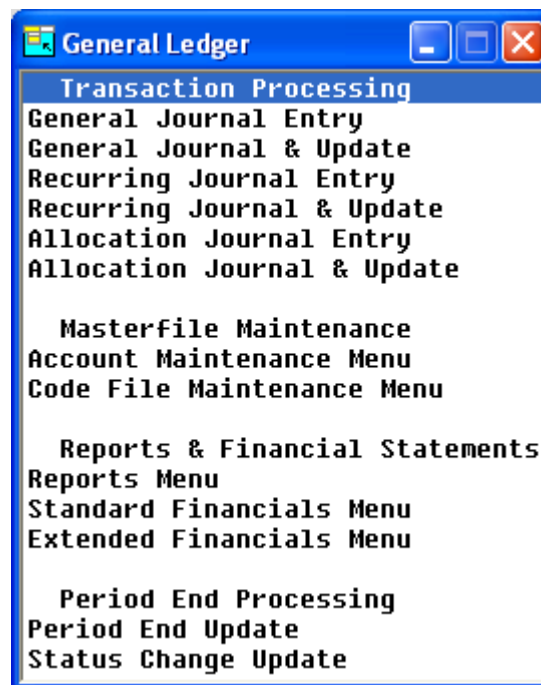 General Ledger
Transaction Processing
General Journal Entry
General Journal & Update
Recurring Journal Entry
Recurring Journal & Update
Allocation Journal Entry
Allocation Journal & Update
Masterfile Maintenance
Account Maintenance Menu
Code File Maintenance Menu
Reports & Financial Statements
Reports Menu
Standard Financials Menu
Extended Financials Menu
Period End Processing
Period End Update
Status Change Update